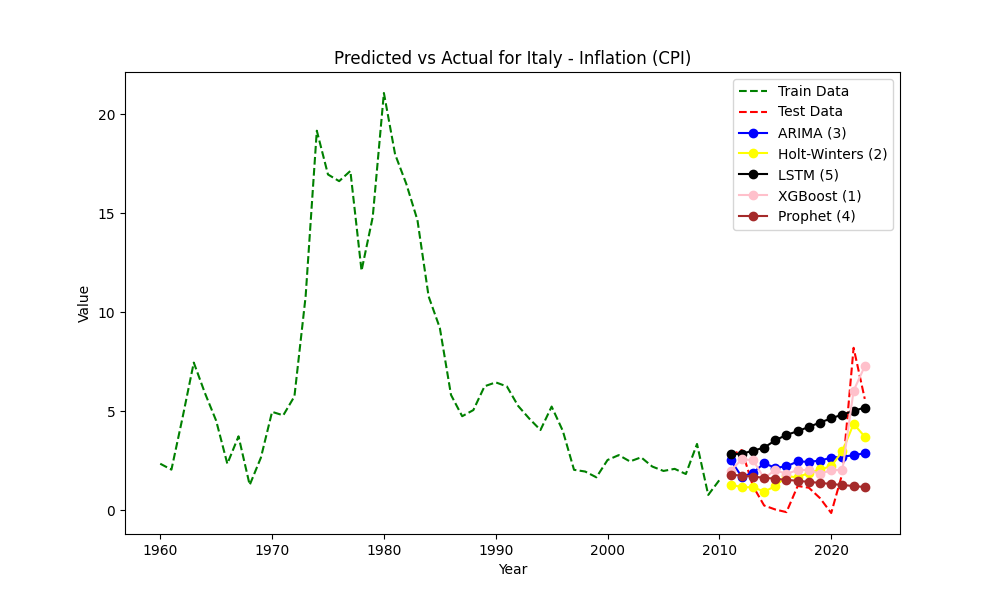 Predicted vs Actual for Italy - Inflation (CPI)
Train Data
Test Data
ARIMA (3)
Holt-Winters (2)
LSTM (5)
XGBoost (1)
Prophet (4)
Value
20
15
10
5
0
1960 1970 1980 1990 2000 2010 2020
Year